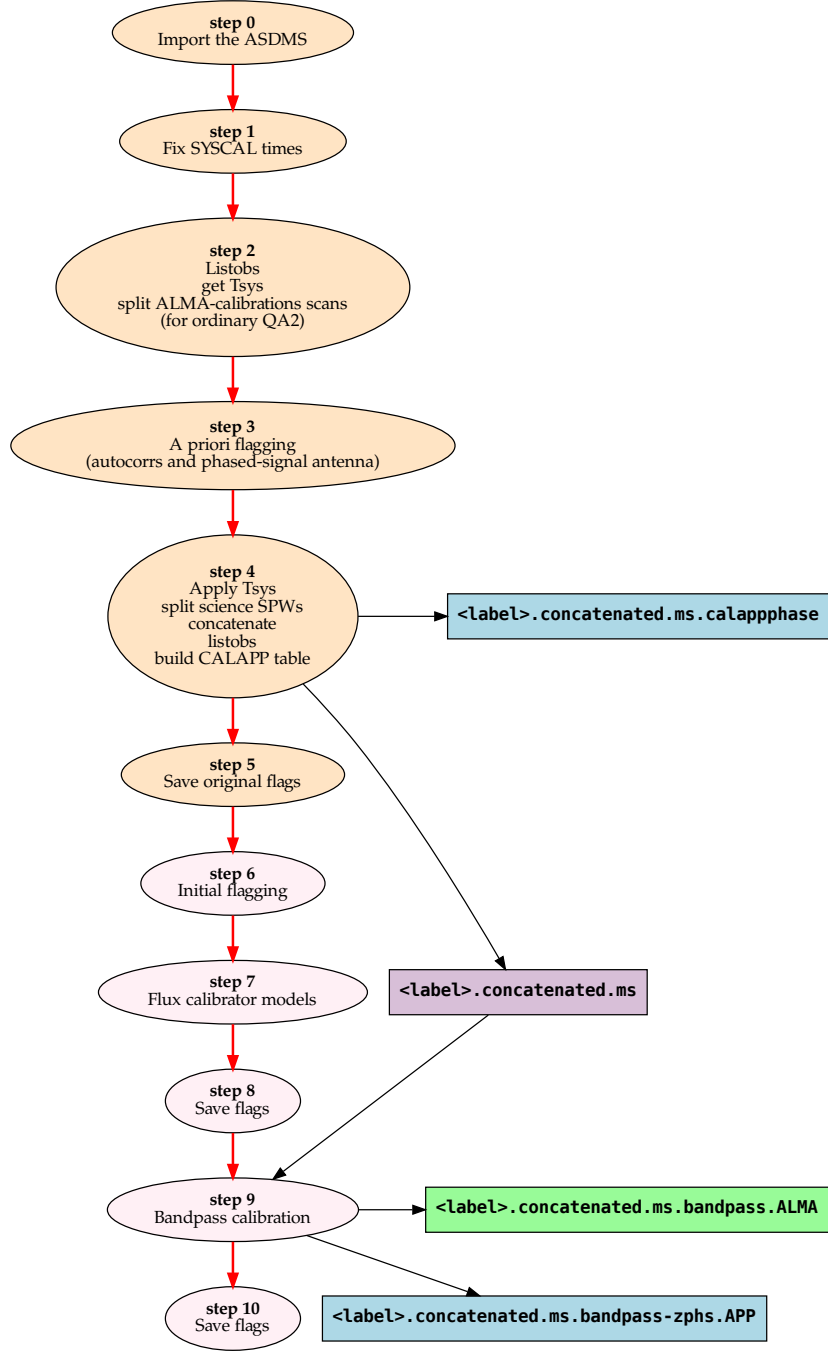 step 0
Import the ASDMS
step 1
Fix SYSCAL times
step 2
Listobs
get Tsys
split ALMA-calibrations scans
(for ordinary QA2)
step 3
A priori flagging
(autocorrs and phased-signal antenna)
step 4
Apply Tsys
split science SPWs
concatenate
listobs
build CALAPP table
<label>.concatenated.ms.calappphase
step 5
Save original flags
step 6
Initial flagging
step 7
Flux calibrator models
<label>.concatenated.ms
step 8
Save flags
step 9
Bandpass calibration
<label>.concatenated.ms.bandpass.ALMA
step 10
Save flags
<label>.concatenated.ms.bandpass-zphs.APP